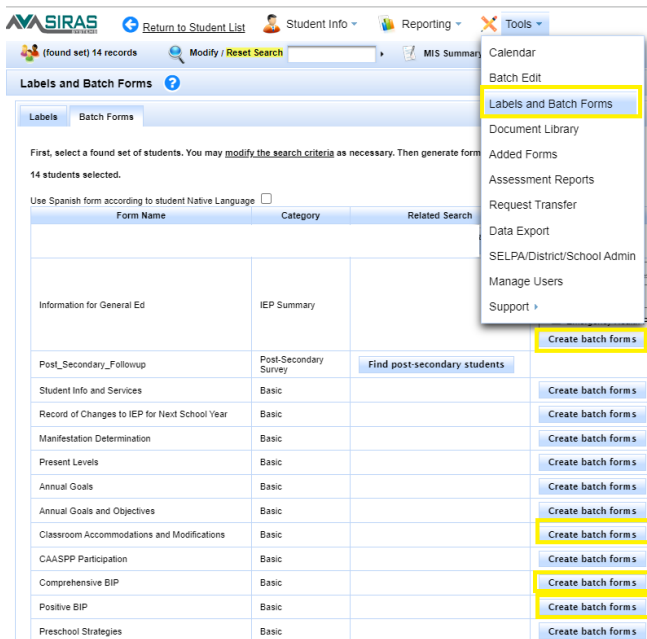 SIRAS
SYSTEMS
Return to Student List
Student Info
Reporting
Tools
(found set) 14 records
Modify / Reset Search
MIS Summary
Calendar
Batch Edit
Labels and Batch Forms
Document Library
Added Forms
Assessment Reports
Request Transfer
Data Export
SELPA/District/School Admin
Manage Users
Support
Labels and Batch Forms ?
Labels
Batch Forms
First, select a found set of students. You may modify the search criteria as necessary. Then generate form
14 students selected.
Use Spanish form according to student Native Language
Form Name Category Related Search
Information for General Ed IEP Summary
Create batch forms
Post_Secondary_Followup Post-Secondary Survey Find post-secondary students
Student Info and Services Basic Create batch forms
Record of Changes to IEP for Next School Year Basic Create batch forms
Manifestation Determination Basic Create batch forms
Present Levels Basic Create batch forms
Annual Goals Basic Create batch forms
Annual Goals and Objectives Basic Create batch forms
Classroom Accommodations and Modifications Basic Create batch forms
CAASPP Participation Basic Create batch forms
Comprehensive BIP Basic Create batch forms
Positive BIP Basic Create batch forms
Preschool Strategies Basic Create batch forms